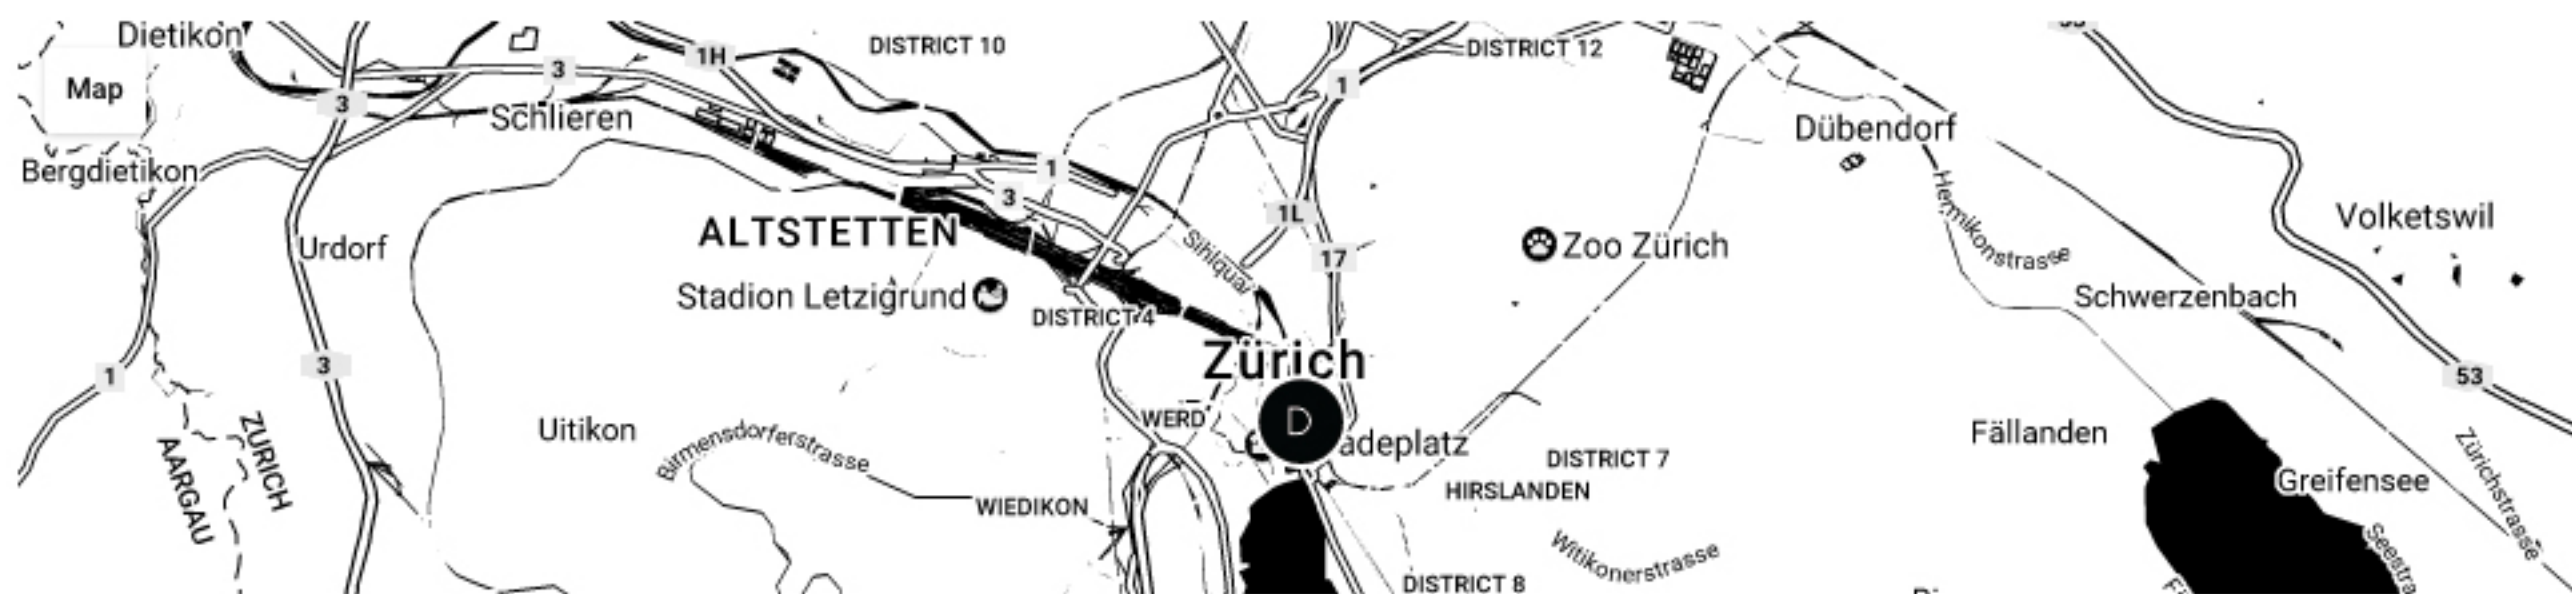 53
Dietikon
DISTRICT 10
DISTRICT 12
1H
3
Map
1
3
Schlieren
Dübendorf
Bergdietikon
1
3
Hermikonstrasse
1L
Volketswil
ALTSTETTEN
Urdorf
Sihlquai
Zoo Zürich
17
Stadion Letzigrund
Schwerzenbach
DISTRICT 4
Zürich
3
1
53
WERD
D
adeplatz
Uitikon
Birmensdorferstrasse
Fällanden
ZURICH
AARGAU
DISTRICT 7
HIRSLANDEN
Greifensee
Zürichstrasse
WIEDIKON
Witikonerstrasse
Seestra
DISTRICT 8